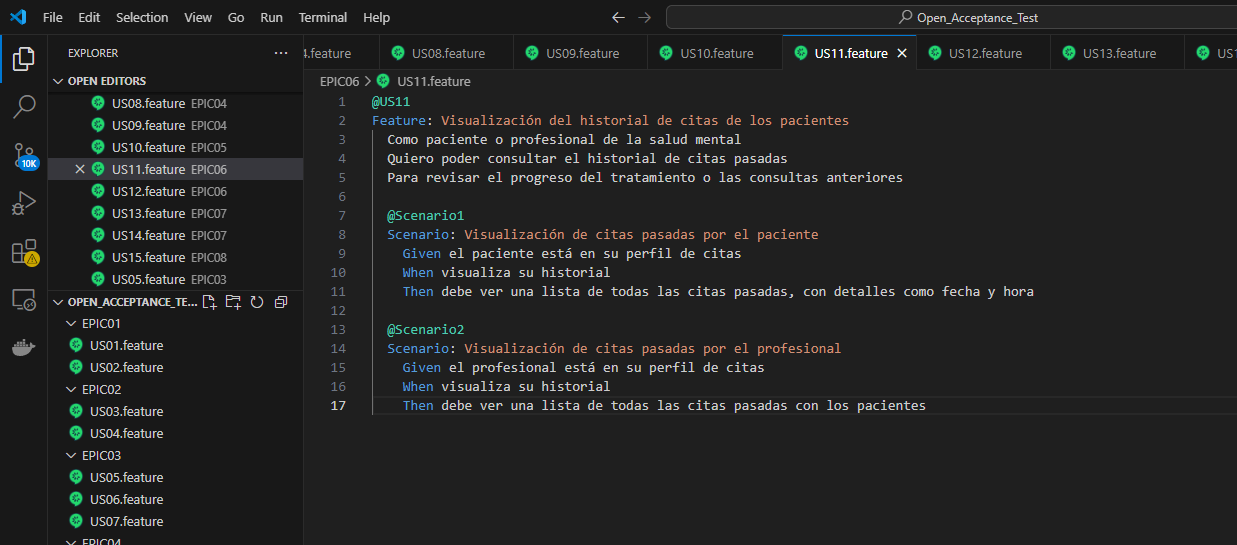 File Edit Selection View Go Run Terminal Help
Open_Acceptance_Test
EXPLORER
OPEN EDITORS
US08.feature EPIC04
US09.feature EPIC04
US10.feature EPIC05
US11.feature EPIC06
US12.feature EPIC06
US13.feature EPIC07
US14.feature EPIC07
US15.feature EPIC08
US05.feature EPIC03
OPEN_ACCEPTANCE_TE...
EPIC01
US01.feature
US02.feature
EPIC02
US03.feature
US04.feature
EPIC03
US05.feature
US06.feature
US07.feature
EPIC04
10K
4.feature US08.feature US09.feature US10.feature US11.feature US12.feature US13.feature US1
EPIC06 > US11.feature
1 @US11
2 Feature: Visualización del historial de citas de los pacientes
3 Como paciente o profesional de la salud mental
4 Quiero poder consultar el historial de citas pasadas
5 Para revisar el progreso del tratamiento o las consultas anteriores
6
7 @Scenario1
8 Scenario: Visualización de citas pasadas por el paciente
9 Given el paciente está en su perfil de citas
10 When visualiza su historial
11 Then debe ver una lista de todas las citas pasadas, con detalles como fecha y hora
12
13 @Scenario2
14 Scenario: Visualización de citas pasadas por el profesional
15 Given el profesional está en su perfil de citas
16 When visualiza su historial
17 Then debe ver una lista de todas las citas pasadas con los pacientes